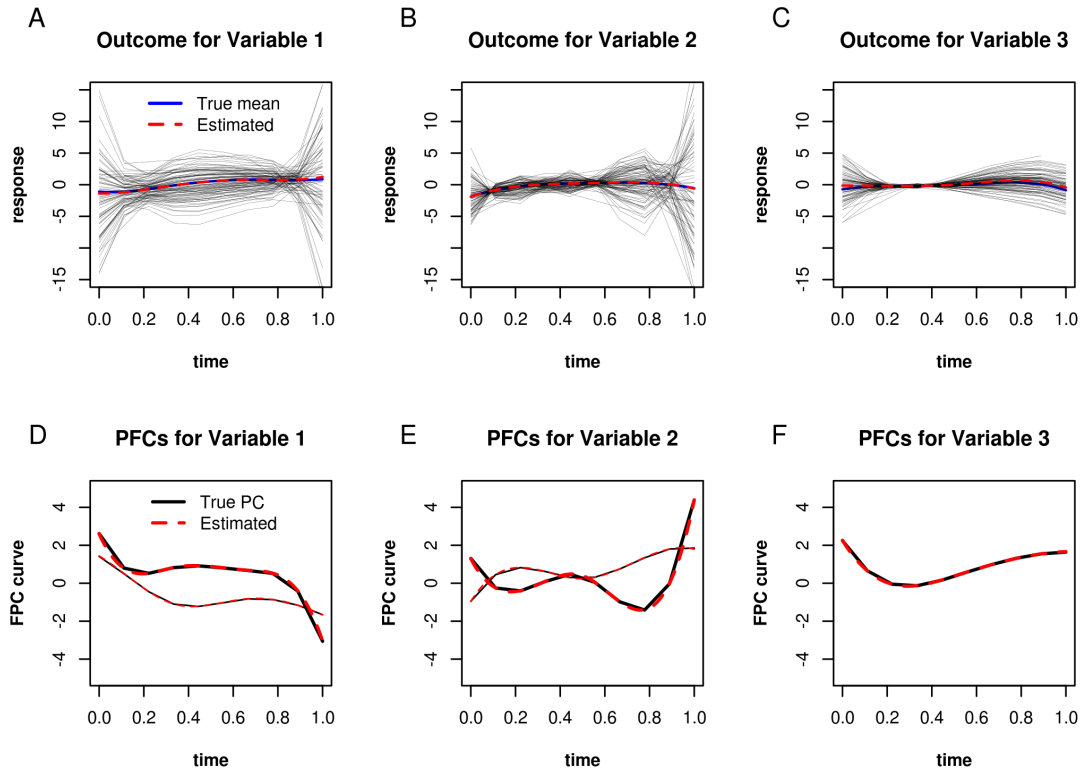 A
Outcome for Variable 1
True mean
Estimated
response
10
5
0
-5
-15
0.0 0.2 0.4 0.6 0.8 1.0
time
B
Outcome for Variable 2
response
10
5
0
-5
-15
0.0 0.2 0.4 0.6 0.8 1.0
time
C
Outcome for Variable 3
response
10
5
0
-5
-15
0.0 0.2 0.4 0.6 0.8 1.0
time
D
PFCs for Variable 1
True PC
Estimated
FPC curve
4
2
0
-2
-4
0.0 0.2 0.4 0.6 0.8 1.0
time
E
PFCs for Variable 2
FPC curve
4
2
0
-2
-4
0.0 0.2 0.4 0.6 0.8 1.0
time
F
PFCs for Variable 3
FPC curve
4
2
0
-2
-4
0.0 0.2 0.4 0.6 0.8 1.0
time